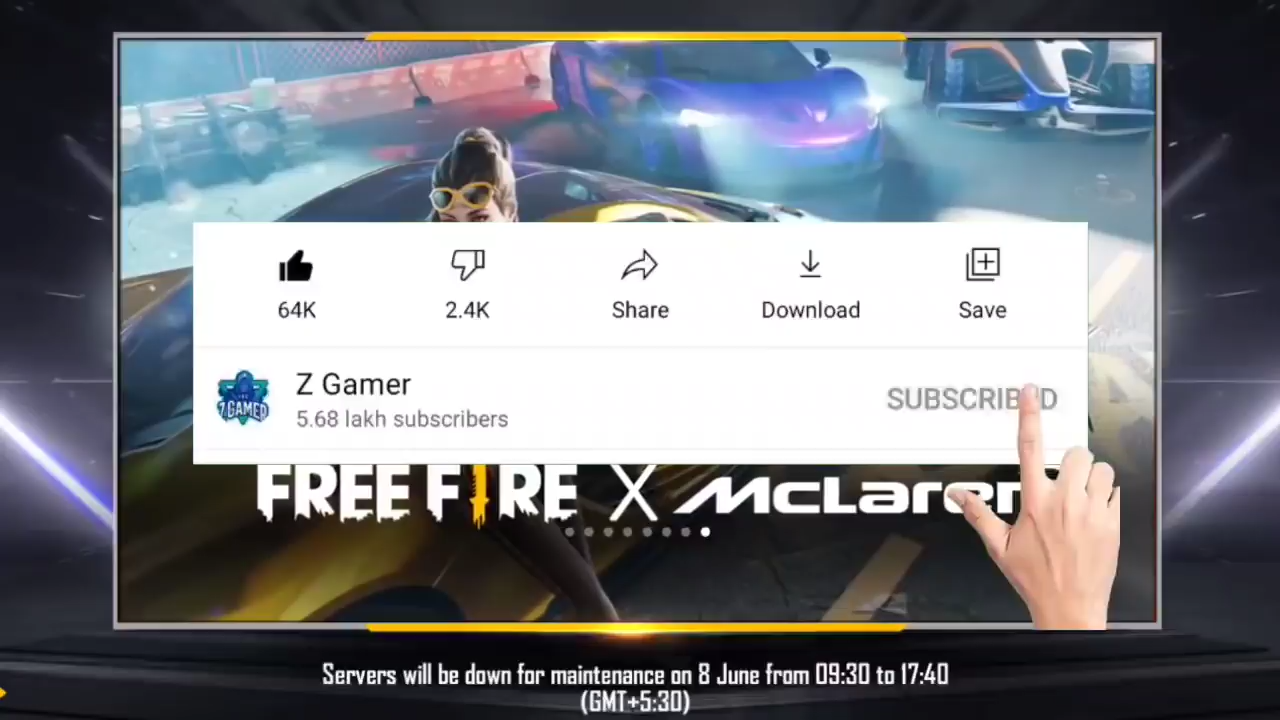 64K
2.4K
Share
Download
Save
Z GAMER
Z Gamer
5.68 lakh subscribers
SUBSCRIBED
FREE FIRE X McLaren
Servers will be down for maintenance on 8 June from 09:30 to 17:40
(GMT+5:30)